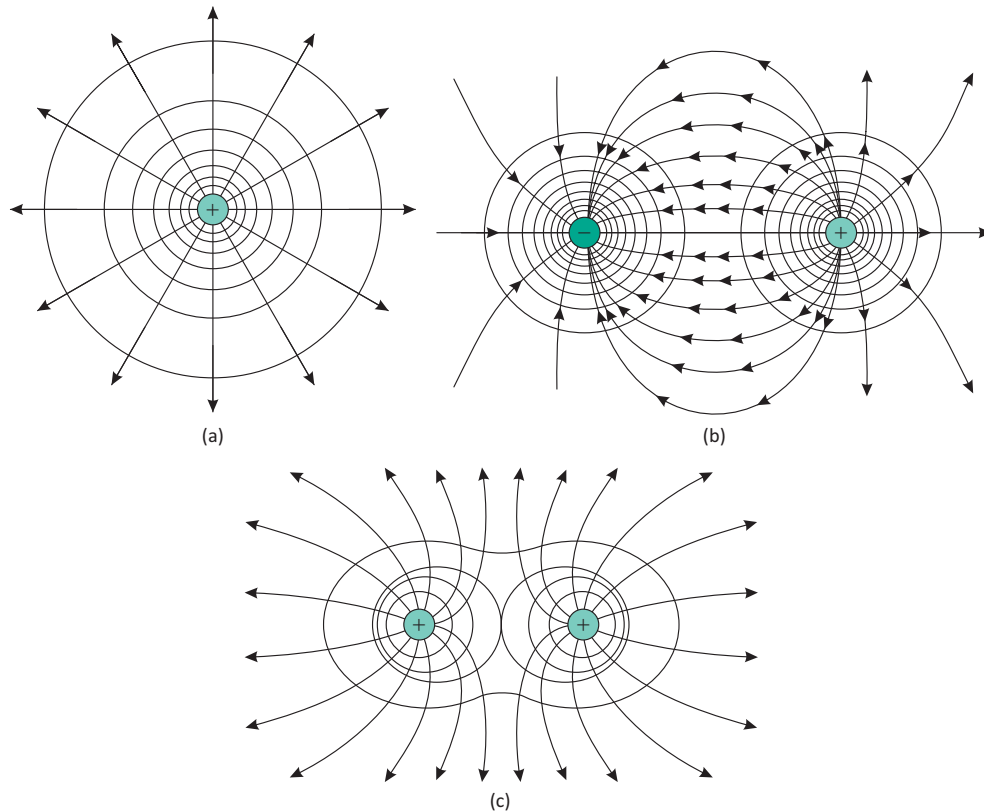 +
− +
(a) (b)
+ +
(c)